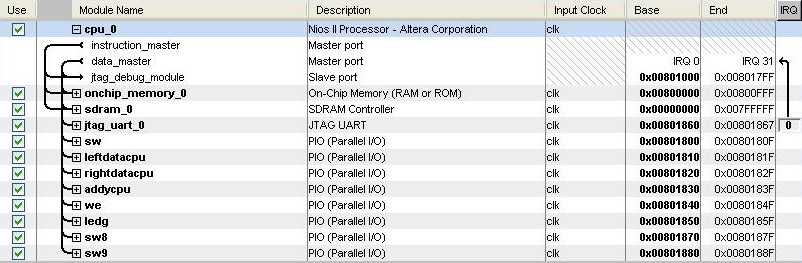 Use Module Name Description Input Clock Base End IRQ
cpu_0 Nios II Processor - Altera Corporation clk
instruction_master Master port
data_master Master port IRQ 0 IRQ 31
jtag_debug_module Slave port 0x00801000 0x008017FF
onchip_memory_0 On-Chip Memory (RAM or ROM) clk 0x00800000 0x00800FFF
sdram_0 SDRAM Controller clk 0x00000000 0x007FFFFF
jtag_uart_0 JTAG UART clk 0x00801860 0x00801867 0
sw PIO (Parallel I/O) clk 0x00801800 0x0080180F
leftdatacpu PIO (Parallel I/O) clk 0x00801810 0x0080181F
rightdatacpu PIO (Parallel I/O) clk 0x00801820 0x0080182F
addycpu PIO (Parallel I/O) clk 0x00801830 0x0080183F
we PIO (Parallel I/O) clk 0x00801840 0x0080184F
ledg PIO (Parallel I/O) clk 0x00801850 0x0080185F
sw8 PIO (Parallel I/O) clk 0x00801870 0x0080187F
sw9 PIO (Parallel I/O) clk 0x00801880 0x0080188F